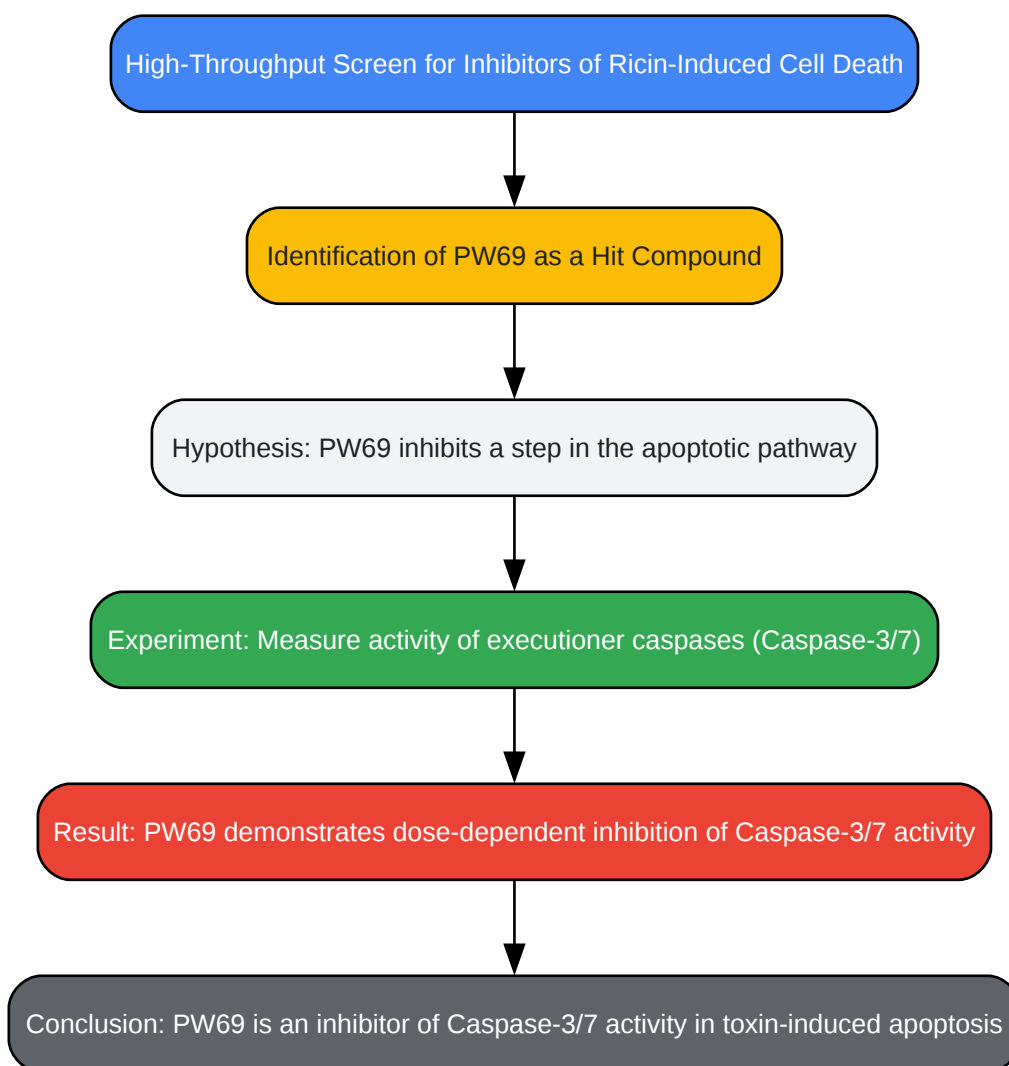 High-Throughput Screen for Inhibitors of Ricin-Induced Cell Death
Identification of PW69 as a Hit Compound
Hypothesis: PW69 inhibits a step in the apoptotic pathway
Experiment: Measure activity of executioner caspases (Caspase-3/7)
Result: PW69 demonstrates dose-dependent inhibition of Caspase-3/7 activity
Conclusion: PW69 is an inhibitor of Caspase-3/7 activity in toxin-induced apoptosis